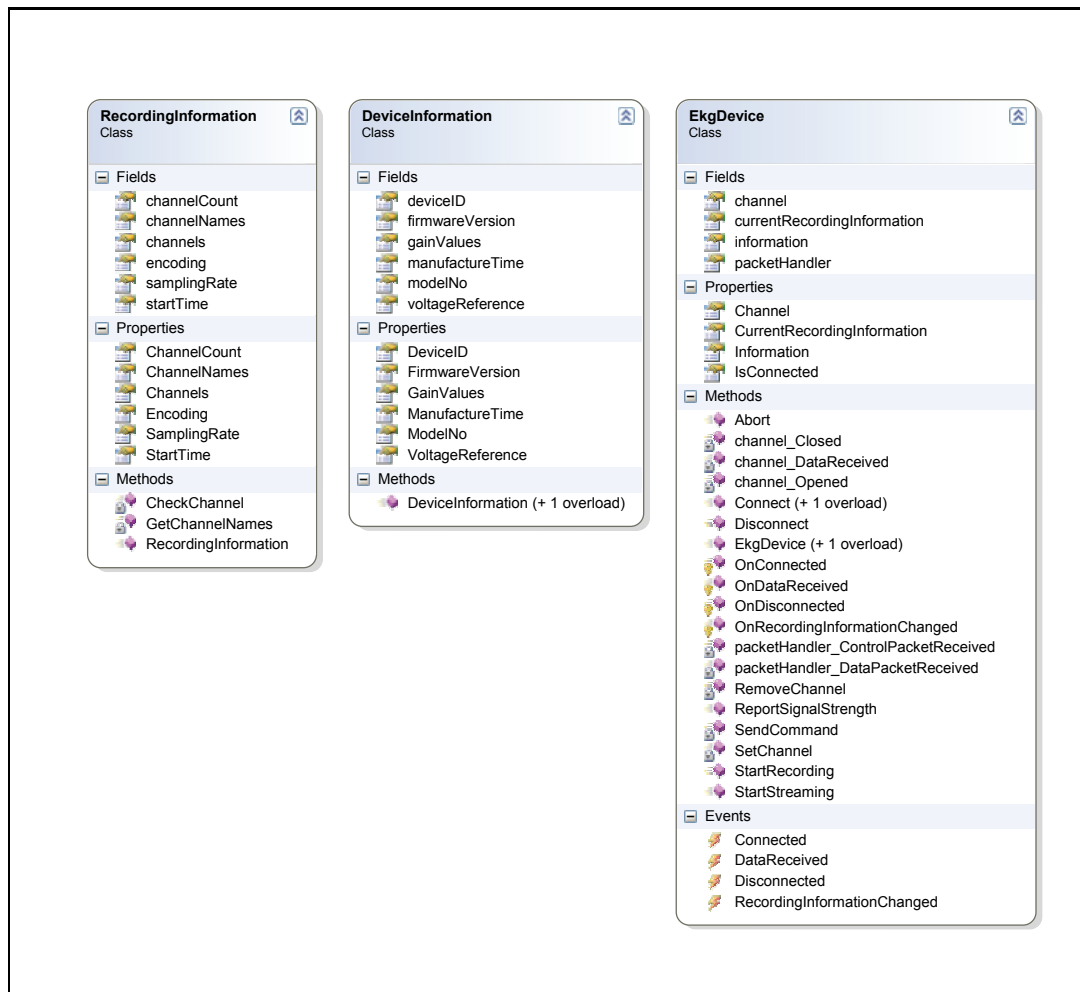 RecordingInformation
Class
Fields
channelCount
channelNames
channels
encoding
samplingRate
startTime
Properties
ChannelCount
ChannelNames
Channels
Encoding
SamplingRate
StartTime
Methods
CheckChannel
GetChannelNames
RecordingInformation
DeviceInformation
Class
Fields
deviceID
firmwareVersion
gainValues
manufactureTime
modelNo
voltageReference
Properties
DeviceID
FirmwareVersion
GainValues
ManufactureTime
ModelNo
VoltageReference
Methods
DeviceInformation (+ 1 overload)
EkgDevice
Class
Fields
channel
currentRecordingInformation
information
packetHandler
Properties
Channel
CurrentRecordingInformation
Information
IsConnected
Methods
Abort
channel_Closed
channel_DataReceived
channel_Opened
Connect (+ 1 overload)
Disconnect
EkgDevice (+ 1 overload)
OnConnected
OnDataReceived
OnDisconnected
OnRecordingInformationChanged
packetHandler_ControlPacketReceived
packetHandler_DataPacketReceived
RemoveChannel
ReportSignalStrength
SendCommand
SetChannel
StartRecording
StartStreaming
Events
Connected
DataReceived
Disconnected
RecordingInformationChanged